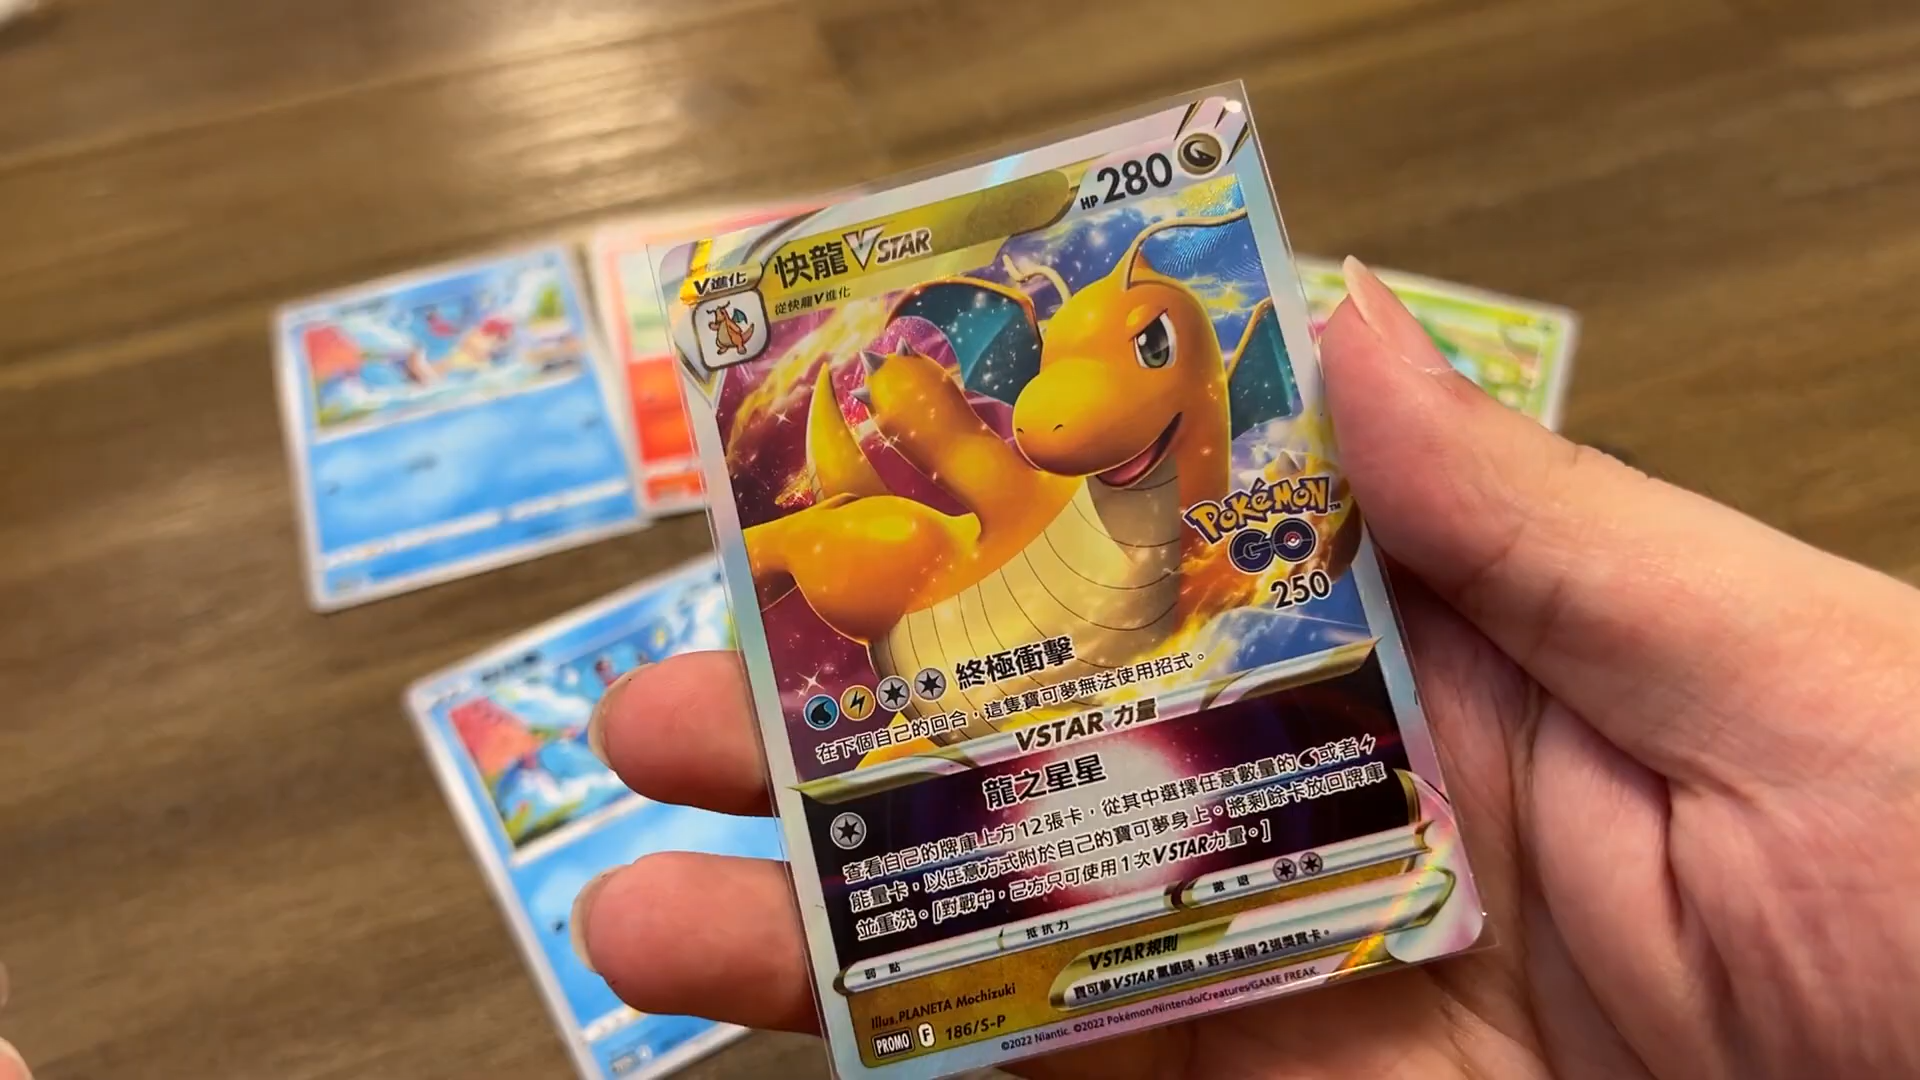 HP 280
V進化
快龍VSTAR
從快龍V進化
Pokémon
GO
終極衝擊 250
在下個自己的回合，這隻寶可夢無法使用招式。
VSTAR 力量
龍之星星
查看自己的牌庫上方12張卡，從其中選擇任意數量的或者
能量卡，以任意方式附於自己的寶可夢身上。將剩餘卡放回牌庫
並重洗。[對戰中，己方只可使用1次VSTAR力量。]
弱點 抵抗力 撤退
VSTAR規則
寶可夢VSTAR氣絕時，對手獲得2張獎賞卡。
Illus. PLANETA Mochizuki
PROMO F 186/S-P
©2022 Niantic. ©2022 Pokémon/Nintendo/Creatures/GAME FREAK.